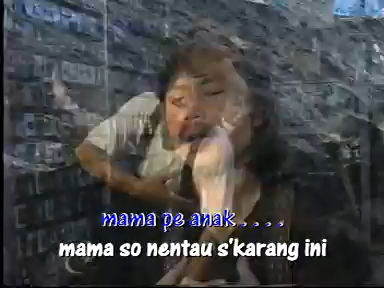 mama pe anak . . . .
mama so nentau s'karang ini